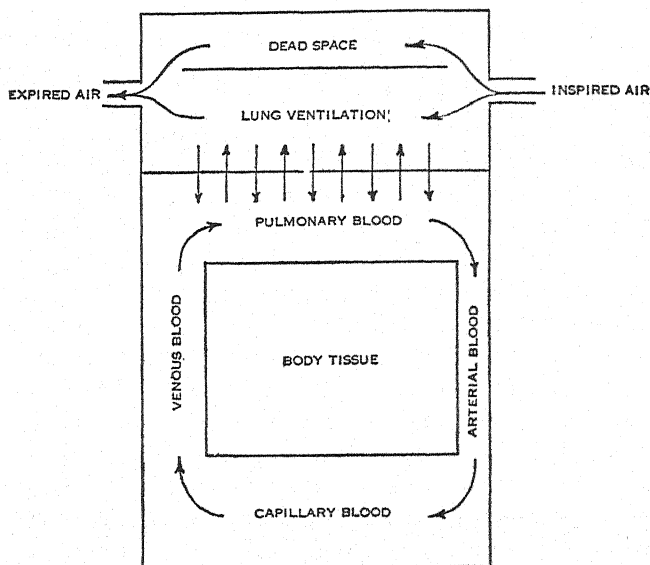 DEAD SPACE
EXPIRED AIR
INSPIRED AIR
LUNG VENTILATION
PULMONARY BLOOD
VENOUS BLOOD
BODY TISSUE
ARTERIAL BLOOD
CAPILLARY BLOOD